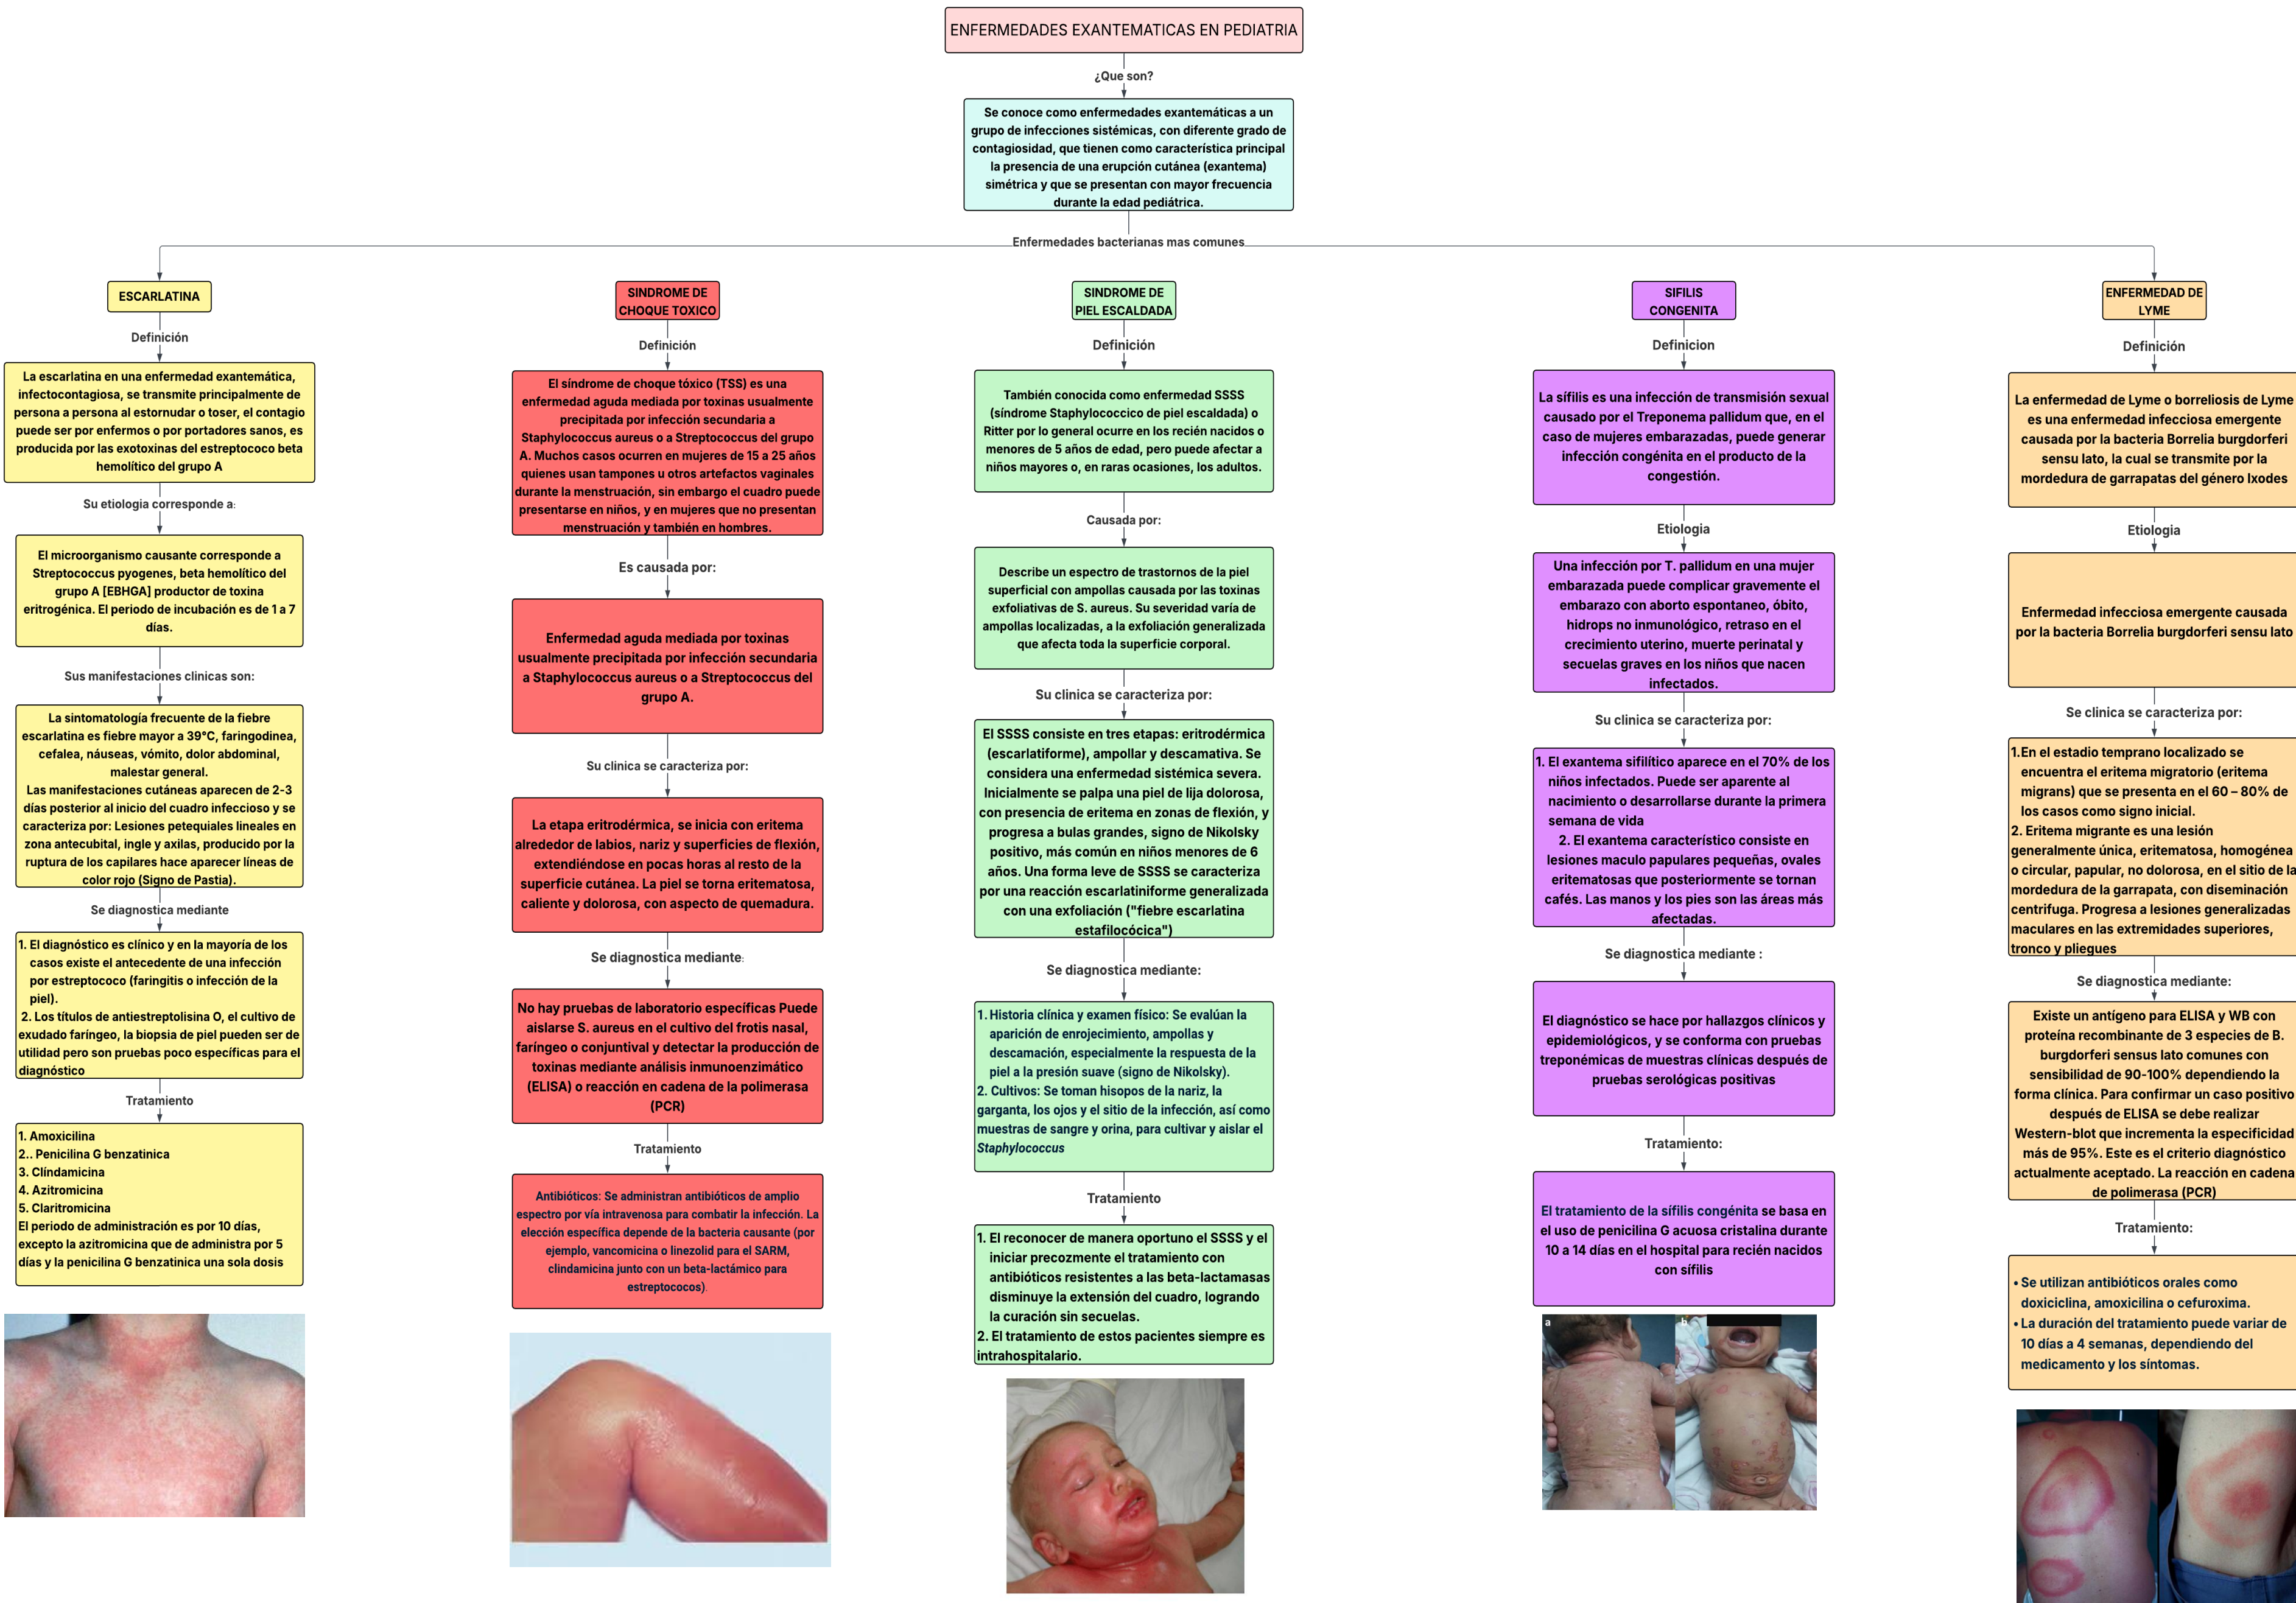 ENFERMEDADES EXANTEMATICAS EN PEDIATRIA
¿Que son?
Se conoce como enfermedades exantemáticas a un
grupo de infecciones sistémicas, con diferente grado de
contagiosidad, que tienen como característica principal
la presencia de una erupción cutánea (exantema)
simétrica y que se presentan con mayor frecuencia
durante la edad pediátrica.
Enfermedades bacterianas mas comunes
ESCARLATINA
Definición
La escarlatina en una enfermedad exantemática,
infectocontagiosa, se transmite principalmente de
persona a persona al estornudar o toser, el contagio
puede ser por enfermos o por portadores sanos, es
producida por las exotoxinas del estreptococo beta
hemolítico del grupo A
Su etiologia corresponde a:
El microorganismo causante corresponde a
Streptococcus pyogenes, beta hemolítico del
grupo A [EBHGA] productor de toxina
eritrogénica. El periodo de incubación es de 1 a 7
días.
Sus manifestaciones clinicas son:
La sintomatología frecuente de la fiebre
escarlatina es fiebre mayor a 39°C, faringodinea,
cefalea, náuseas, vómito, dolor abdominal,
malestar general.
Las manifestaciones cutáneas aparecen de 2-3
días posterior al inicio del cuadro infeccioso y se
caracteriza por: Lesiones petequiales lineales en
zona antecubital, ingle y axilas, producido por la
ruptura de los capilares hace aparecer líneas de
color rojo (Signo de Pastia).
Se diagnostica mediante
1. El diagnóstico es clínico y en la mayoría de los
casos existe el antecedente de una infección
por estreptococo (faringitis o infección de la
piel).
2. Los títulos de antiestreptolisina O, el cultivo de
exudado faríngeo, la biopsia de piel pueden ser de
utilidad pero son pruebas poco específicas para el
diagnóstico
Tratamiento
1. Amoxicilina
2.. Penicilina G benzatinica
3. Clíndamicina
4. Azitromicina
5. Claritromicina
El periodo de administración es por 10 días,
excepto la azitromicina que de administra por 5
días y la penicilina G benzatinica una sola dosis
SINDROME DE
CHOQUE TOXICO
Definición
El síndrome de choque tóxico (TSS) es una
enfermedad aguda mediada por toxinas usualmente
precipitada por infección secundaria a
Staphylococcus aureus o a Streptococcus del grupo
A. Muchos casos ocurren en mujeres de 15 a 25 años
quienes usan tampones u otros artefactos vaginales
durante la menstruación, sin embargo el cuadro puede
presentarse en niños, y en mujeres que no presentan
menstruación y también en hombres.
Es causada por:
Enfermedad aguda mediada por toxinas
usualmente precipitada por infección secundaria
a Staphylococcus aureus o a Streptococcus del
grupo A.
Su clinica se caracteriza por:
La etapa eritrodérmica, se inicia con eritema
alrededor de labios, nariz y superficies de flexión,
extendiéndose en pocas horas al resto de la
superficie cutánea. La piel se torna eritematosa,
caliente y dolorosa, con aspecto de quemadura.
Se diagnostica mediante:
No hay pruebas de laboratorio específicas Puede
aislarse S. aureus en el cultivo del frotis nasal,
faríngeo o conjuntival y detectar la producción de
toxinas mediante análisis inmunoenzimático
(ELISA) o reacción en cadena de la polimerasa
(PCR)
Tratamiento
Antibióticos: Se administran antibióticos de amplio
espectro por vía intravenosa para combatir la infección. La
elección específica depende de la bacteria causante (por
ejemplo, vancomicina o linezolid para el SARM,
clindamicina junto con un beta-lactámico para
estreptococos).
SINDROME DE
PIEL ESCALDADA
Definición
También conocida como enfermedad SSSS
(síndrome Staphylococcico de piel escaldada) o
Ritter por lo general ocurre en los recién nacidos o
menores de 5 años de edad, pero puede afectar a
niños mayores o, en raras ocasiones, los adultos.
Causada por:
Describe un espectro de trastornos de la piel
superficial con ampollas causada por las toxinas
exfoliativas de S. aureus. Su severidad varía de
ampollas localizadas, a la exfoliación generalizada
que afecta toda la superficie corporal.
Su clinica se caracteriza por:
El SSSS consiste en tres etapas: eritrodérmica
(escarlatiforme), ampollar y descamativa. Se
considera una enfermedad sistémica severa.
Inicialmente se palpa una piel de lija dolorosa,
con presencia de eritema en zonas de flexión, y
progresa a bulas grandes, signo de Nikolsky
positivo, más común en niños menores de 6
años. Una forma leve de SSSS se caracteriza
por una reacción escarlatiniforme generalizada
con una exfoliación ("fiebre escarlatina
estafilocócica")
Se diagnostica mediante:
1. Historia clínica y examen físico: Se evalúan la
aparición de enrojecimiento, ampollas y
descamación, especialmente la respuesta de la
piel a la presión suave (signo de Nikolsky).
2. Cultivos: Se toman hisopos de la nariz, la
garganta, los ojos y el sitio de la infección, así como
muestras de sangre y orina, para cultivar y aislar el
Staphylococcus
Tratamiento
1. El reconocer de manera oportuno el SSSS y el
iniciar precozmente el tratamiento con
antibióticos resistentes a las beta-lactamasas
disminuye la extensión del cuadro, logrando
la curación sin secuelas.
2. El tratamiento de estos pacientes siempre es
intrahospitalario.
SIFILIS
CONGENITA
Definicion
La sífilis es una infección de transmisión sexual
causado por el Treponema pallidum que, en el
caso de mujeres embarazadas, puede generar
infección congénita en el producto de la
congestión.
Etiologia
Una infección por T. pallidum en una mujer
embarazada puede complicar gravemente el
embarazo con aborto espontaneo, óbito,
hidrops no inmunológico, retraso en el
crecimiento uterino, muerte perinatal y
secuelas graves en los niños que nacen
infectados.
Su clinica se caracteriza por:
1. El exantema sifilítico aparece en el 70% de los
niños infectados. Puede ser aparente al
nacimiento o desarrollarse durante la primera
semana de vida
2. El exantema característico consiste en
lesiones maculo papulares pequeñas, ovales
eritematosas que posteriormente se tornan
cafés. Las manos y los pies son las áreas más
afectadas.
Se diagnostica mediante :
El diagnóstico se hace por hallazgos clínicos y
epidemiológicos, y se conforma con pruebas
treponémicas de muestras clínicas después de
pruebas serológicas positivas
Tratamiento:
El tratamiento de la sífilis congénita se basa en
el uso de penicilina G acuosa cristalina durante
10 a 14 días en el hospital para recién nacidos
con sífilis
a
b
ENFERMEDAD DE
LYME
Definición
La enfermedad de Lyme o borreliosis de Lyme
es una enfermedad infecciosa emergente
causada por la bacteria Borrelia burgdorferi
sensu lato, la cual se transmite por la
mordedura de garrapatas del género Ixodes
Etiologia
Enfermedad infecciosa emergente causada
por la bacteria Borrelia burgdorferi sensu lato
Se clinica se caracteriza por:
1.En el estadio temprano localizado se
encuentra el eritema migratorio (eritema
migrans) que se presenta en el 60 – 80% de
los casos como signo inicial.
2. Eritema migrante es una lesión
generalmente única, eritematosa, homogénea
o circular, papular, no dolorosa, en el sitio de la
mordedura de la garrapata, con diseminación
centrifuga. Progresa a lesiones generalizadas
maculares en las extremidades superiores,
tronco y pliegues
Se diagnostica mediante:
Existe un antígeno para ELISA y WB con
proteína recombinante de 3 especies de B.
burgdorferi sensus lato comunes con
sensibilidad de 90-100% dependiendo la
forma clínica. Para confirmar un caso positivo
después de ELISA se debe realizar
Western-blot que incrementa la especificidad
más de 95%. Este es el criterio diagnóstico
actualmente aceptado. La reacción en cadena
de polimerasa (PCR)
Tratamiento:
• Se utilizan antibióticos orales como
doxiciclina, amoxicilina o cefuroxima.
• La duración del tratamiento puede variar de
10 días a 4 semanas, dependiendo del
medicamento y los síntomas.